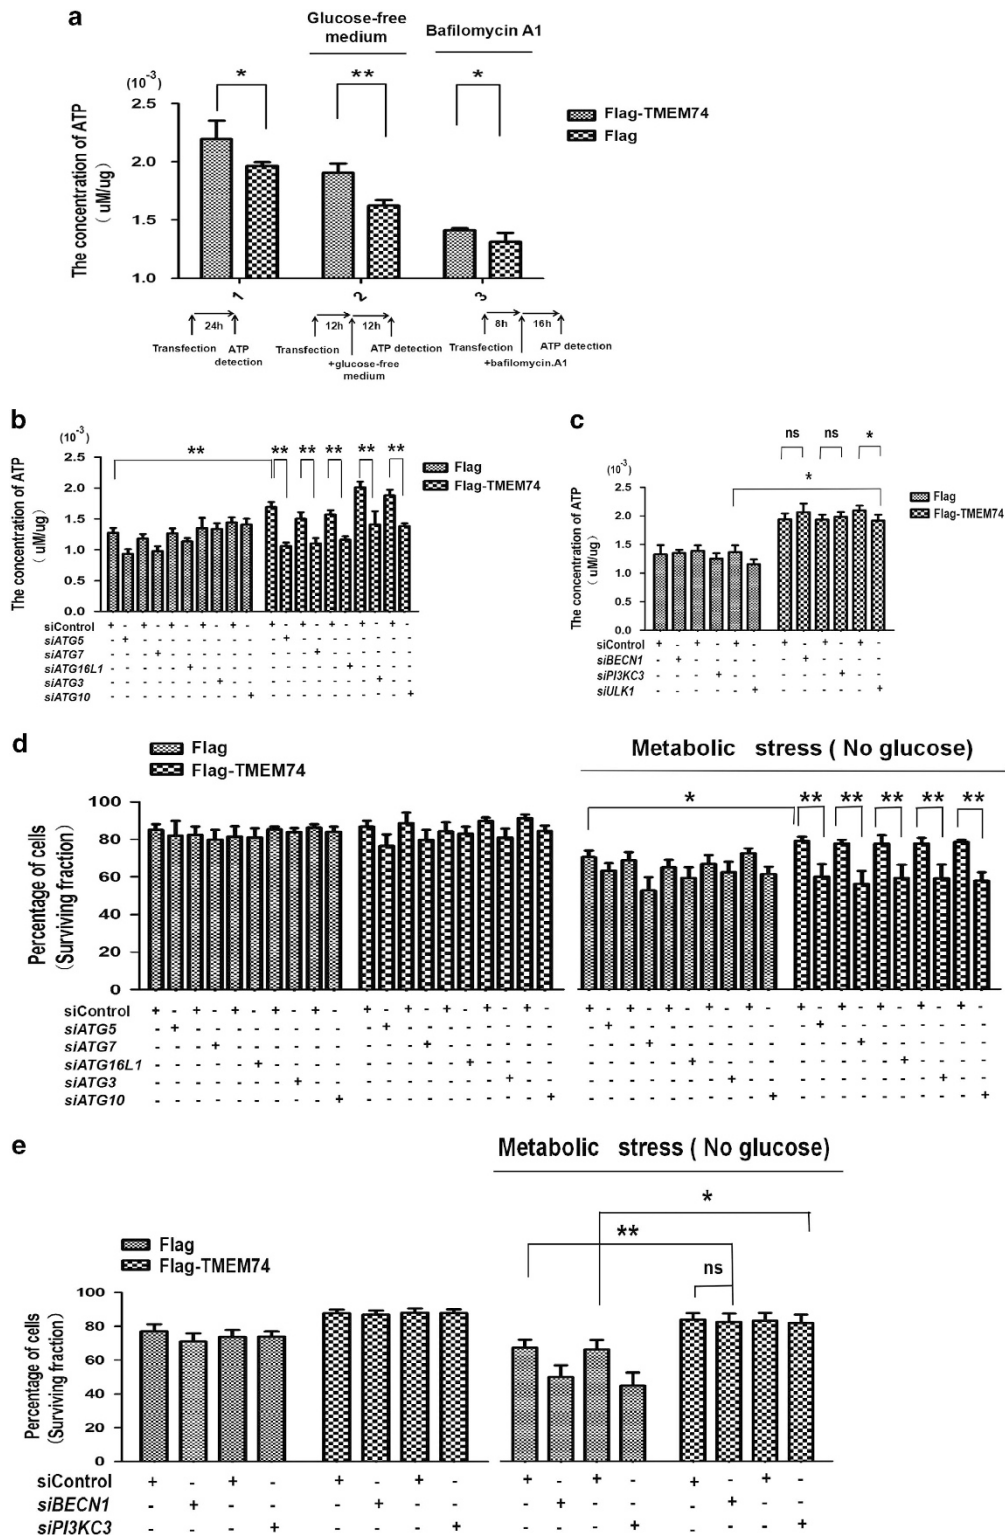 a
Glucose-free
medium
Bafilomycin A1
(10⁻³)
*
**
*
The concentration of ATP
( uM/ug)
2.5
2.0
1.5
1.0
Flag-TMEM74
Flag
1
2
3
24h
12h
12h
8h
16h
Transfection
ATP
detection
Transfection
ATP detection
+glucose-free
medium
Transfection
ATP detection
+bafilomycin.A1
b
(10⁻³)
The concentration of ATP
( uM/ug)
2.5
2.0
1.5
1.0
0.5
0.0
**
** ** ** ** **
Flag
Flag-TMEM74
siControl + - + - + - + - + - + - + - + - + - + -
siATG5 - + - - - - - - - - - + - - - - - - - -
siATG7 - - - + - - - - - - - - - + - - - - - -
siATG16L1 - - - - - + - - - - - - - - - + - - - -
siATG3 - - - - - - - + - - - - - - - - - + - -
siATG10 - - - - - - - - - + - - - - - - - - - +
c
(10⁻³)
The concentration of ATP
( uM/ug)
2.5
2.0
1.5
1.0
0.5
0.0
ns ns *
*
Flag
Flag-TMEM74
siControl + - + - + - + - + - + -
siBECN1 - + - - - - - + - - - -
siPI3KC3 - - - + - - - - - + - -
siULK1 - - - - - + - - - - - +
d
Flag
Flag-TMEM74
Metabolic stress ( No glucose)
Percentage of cells
(Surviving fraction)
100
80
60
40
20
0
*
** ** ** ** **
siControl + - + - + - + - + - + - + - + - + - + - + - + - + - + - + - + - + - + - + - + -
siATG5 - + - - - - - - - - - + - - - - - - - - - + - - - - - - - - - + - - - - - - - -
siATG7 - - - + - - - - - - - - - + - - - - - - - - - + - - - - - - - - - + - - - - - -
siATG16L1 - - - - - + - - - - - - - - - + - - - - - - - - - + - - - - - - - - - + - - - -
siATG3 - - - - - - - + - - - - - - - - - + - - - - - - - - - + - - - - - - - - - + - -
siATG10 - - - - - - - - - + - - - - - - - - - + - - - - - - - - - + - - - - - - - - - +
e
Metabolic stress ( No glucose)
Flag
Flag-TMEM74
Percentage of cells
(Surviving fraction)
100
80
60
40
20
0
*
**
ns
siControl + - + - + - + - + - + - + - + -
siBECN1 - + - - - + - - - + - - - + - -
siPI3KC3 - - - + - - - + - - - + - - - +